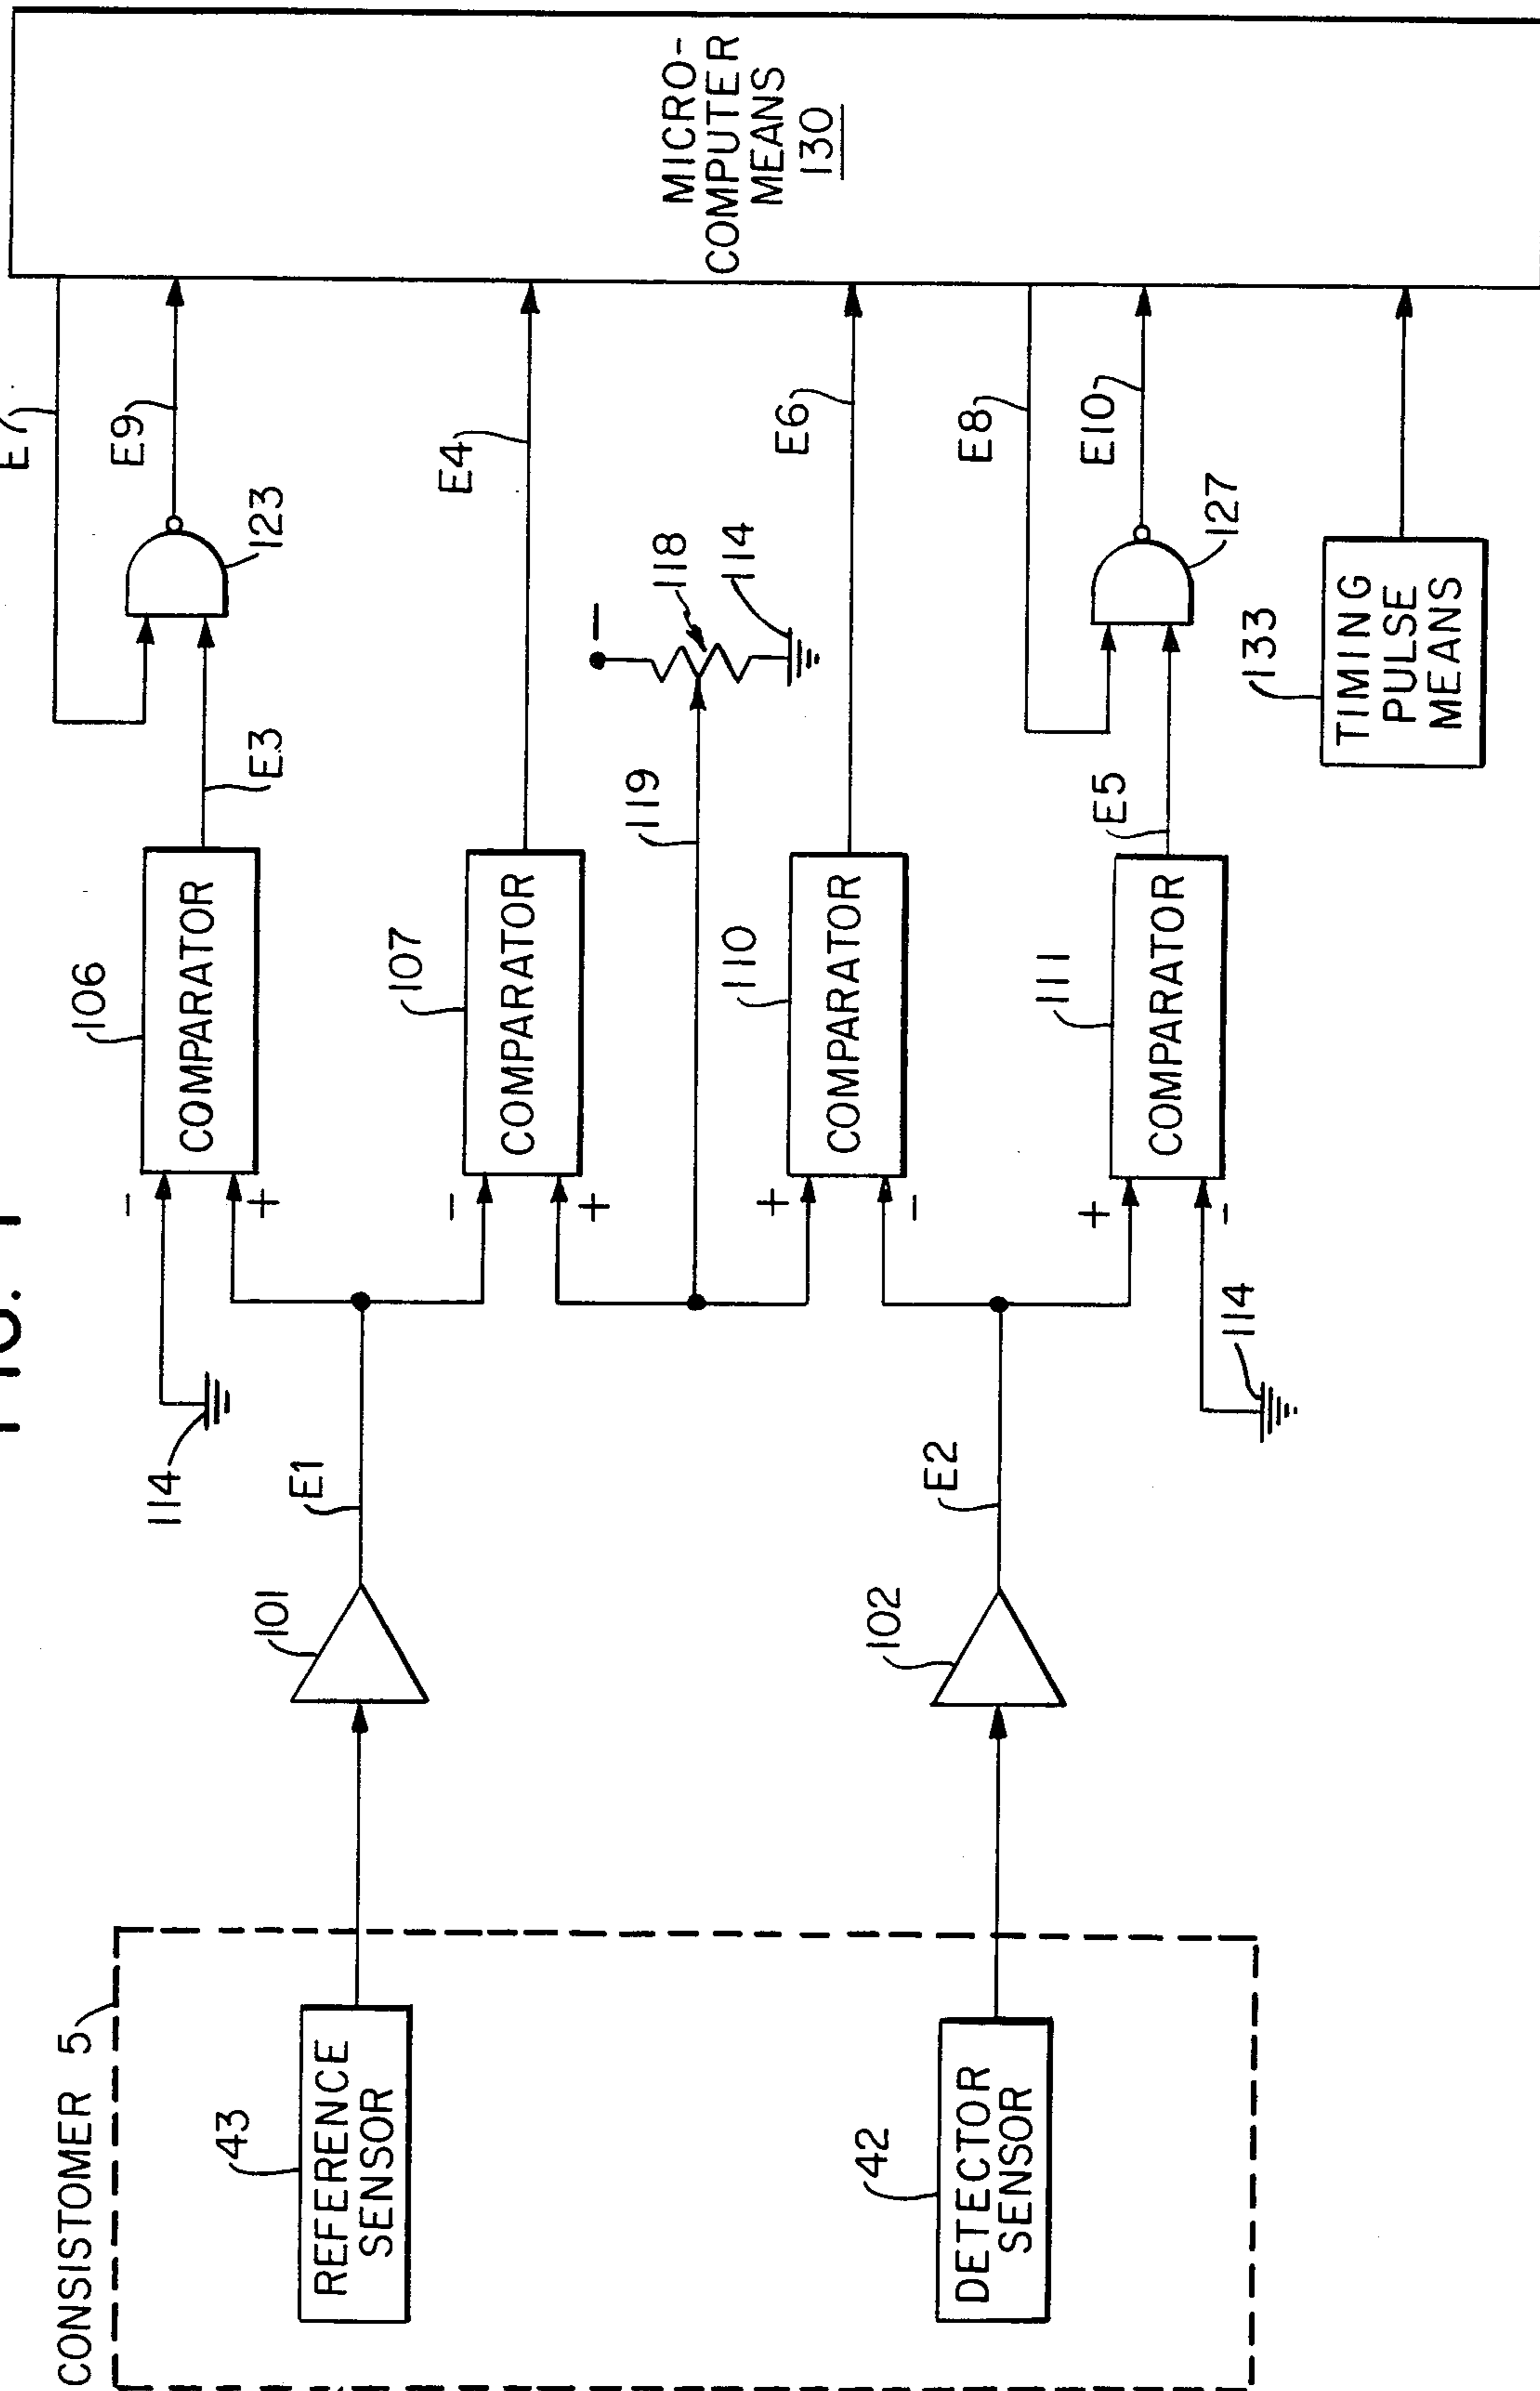 CONSISTOMER 5
43
REFERENCE
SENSOR
42
DETECTOR
SENSOR
101
E1
102
E2
114
114
-
+
-
+
+
-
+
-
106
COMPARATOR
107
COMPARATOR
110
COMPARATOR
111
COMPARATOR
E3
E5
119
118
-
114
123
127
133
TIMING
PULSE
MEANS
E7
E9
E4
E6
E8
E10
MICRO-
COMPUTER
MEANS
130